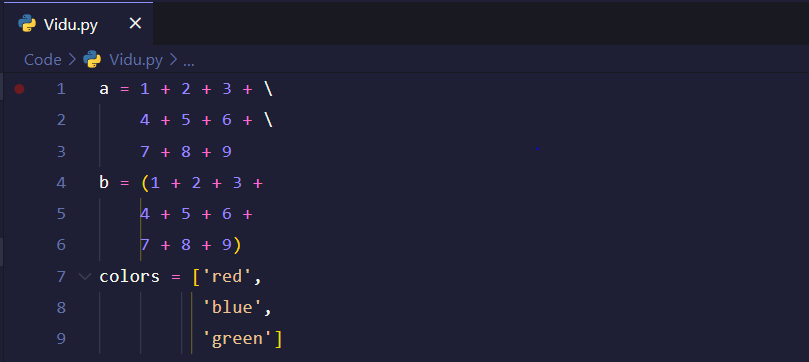 Vidu.py ×
Code > Vidu.py > ...
1 a = 1 + 2 + 3 + \
2 4 + 5 + 6 + \
3 7 + 8 + 9
4 b = (1 + 2 + 3 +
5 4 + 5 + 6 +
6 7 + 8 + 9)
7 colors = ['red',
8 'blue',
9 'green']